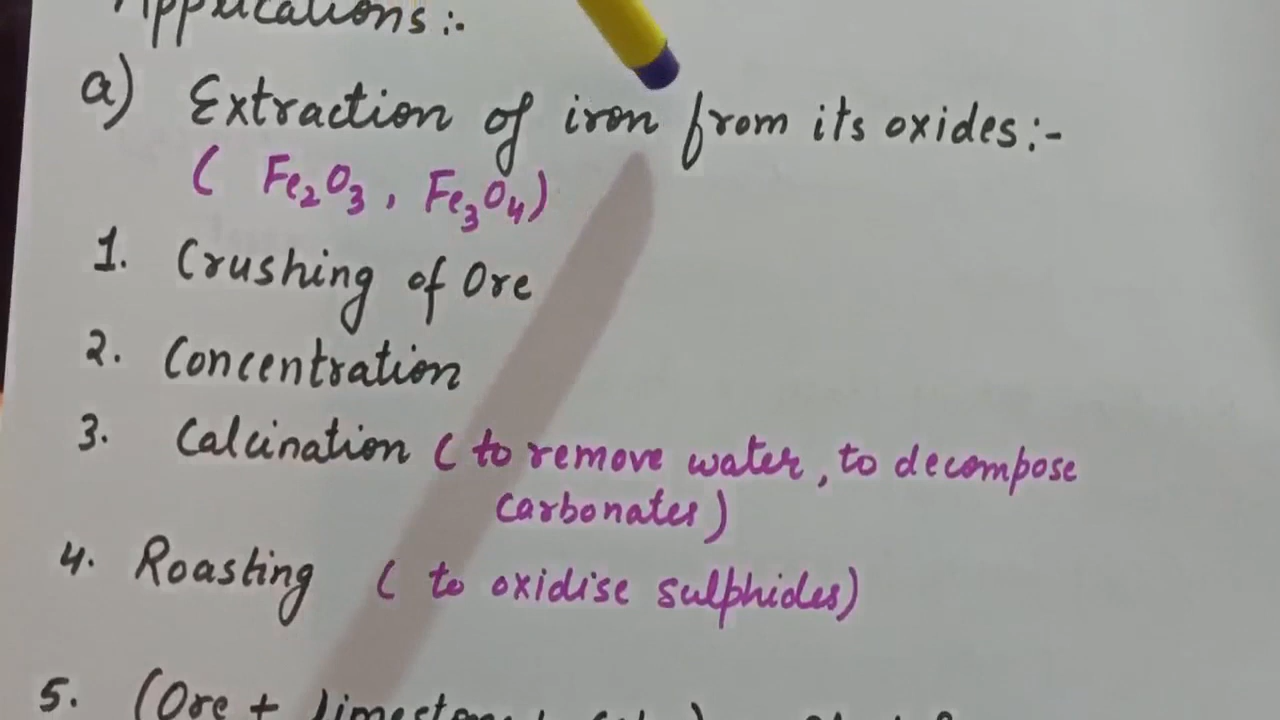 Applications :-
a) Extraction of iron from its oxides :-
( Fe₂O₃ , Fe₃O₄)
1. Crushing of Ore
2. Concentration
3. Calcination ( to remove water, to decompose
carbonates)
4. Roasting ( to oxidise sulphides)
5. (Ore + limestone +